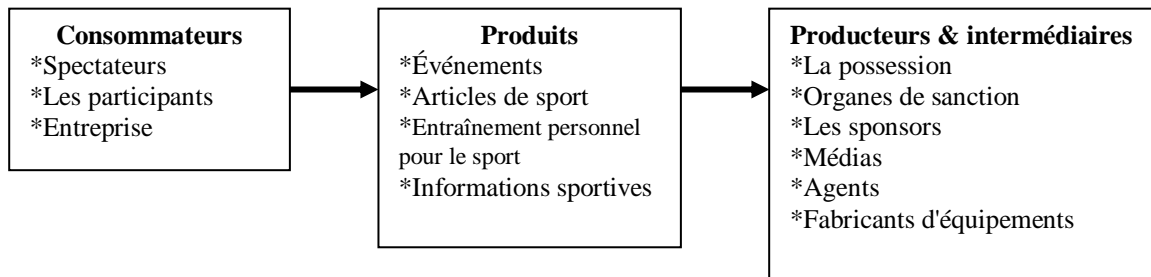 Consommateurs
*Spectateurs
*Les participants
*Entreprise
Produits
*Événements
*Articles de sport
*Entraînement personnel
pour le sport
*Informations sportives
Producteurs & intermédiaires
*La possession
*Organes de sanction
*Les sponsors
*Médias
*Agents
*Fabricants d'équipements